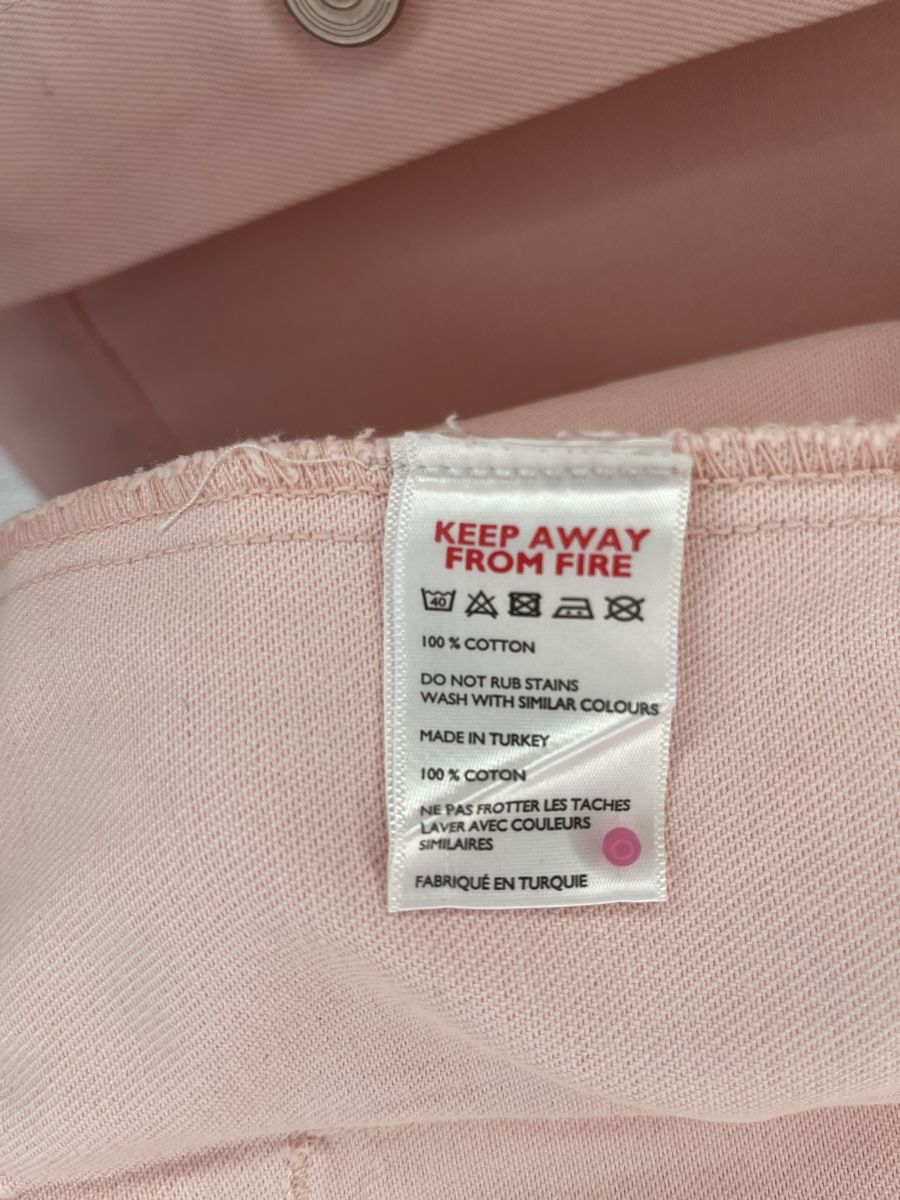 KEEP AWAY
FROM FIRE
40
100 % COTTON
DO NOT RUB STAINS
WASH WITH SIMILAR COLOURS
MADE IN TURKEY
100 % COTON
NE PAS FROTTER LES TACHES
LAVER AVEC COULEURS
SIMILAIRES
FABRIQUÉ EN TURQUIE